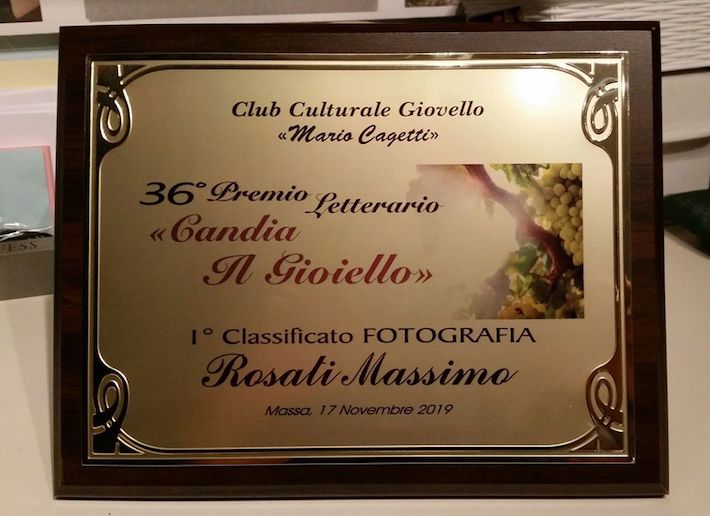 Club Culturale Giovello
«Mario Cagetti»
36° Premio Letterario
«Candia
Il Gioiello»
1° Classificato FOTOGRAFIA
Rosati Massimo
Massa, 17 Novembre 2019
ESS